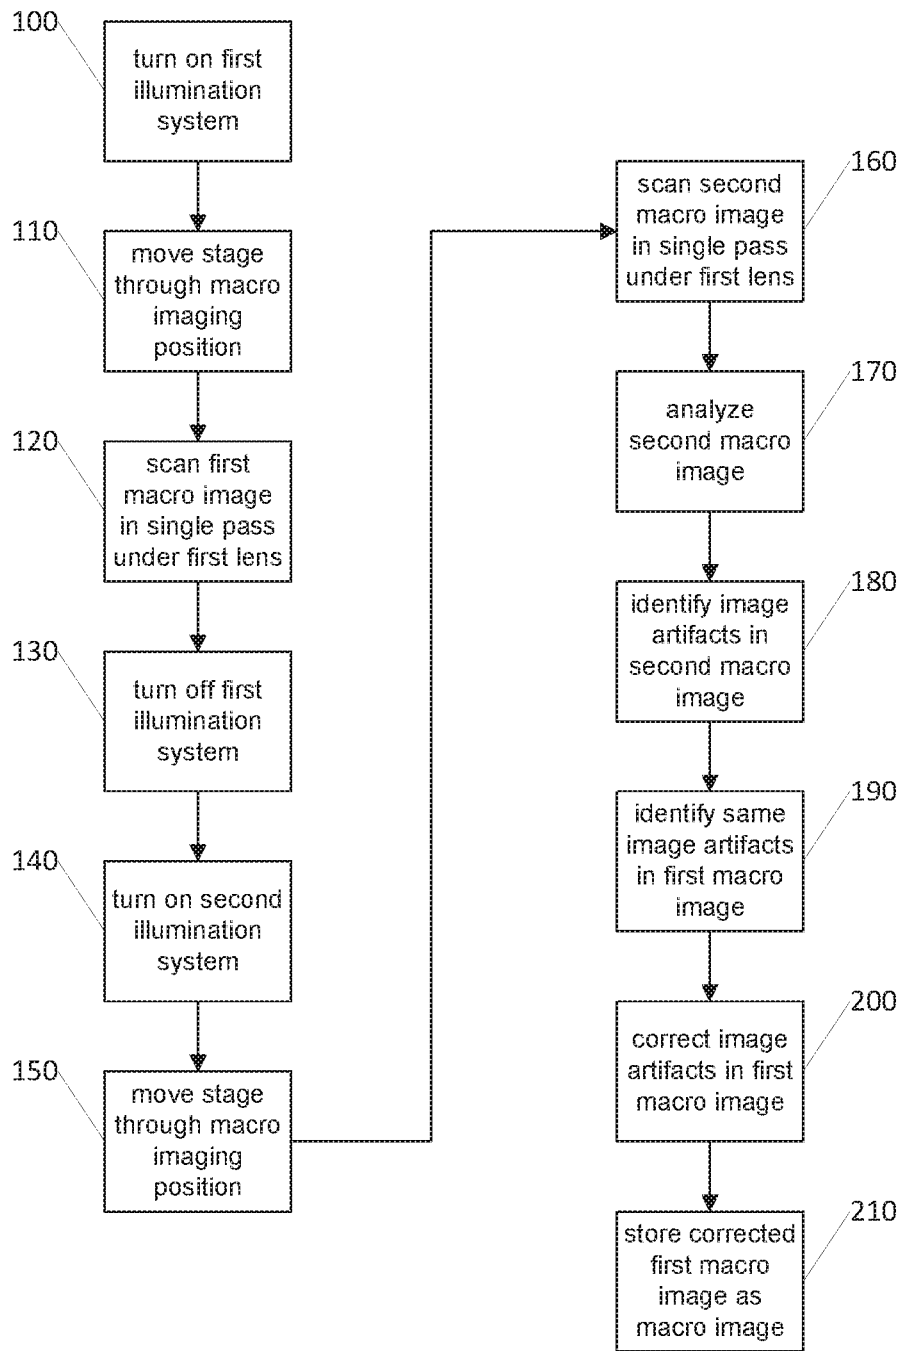 100
turn on first
illumination
system
110
move stage
through macro
imaging
position
120
scan first
macro image
in single pass
under first lens
130
turn off first
illumination
system
140
turn on second
illumination
system
150
move stage
through macro
imaging
position
160
scan second
macro image
in single pass
under first lens
170
analyze
second macro
image
180
identify image
artifacts in
second macro
image
190
identify same
image artifacts
in first macro
image
200
correct image
artifacts in first
macro image
210
store corrected
first macro
image as
macro image